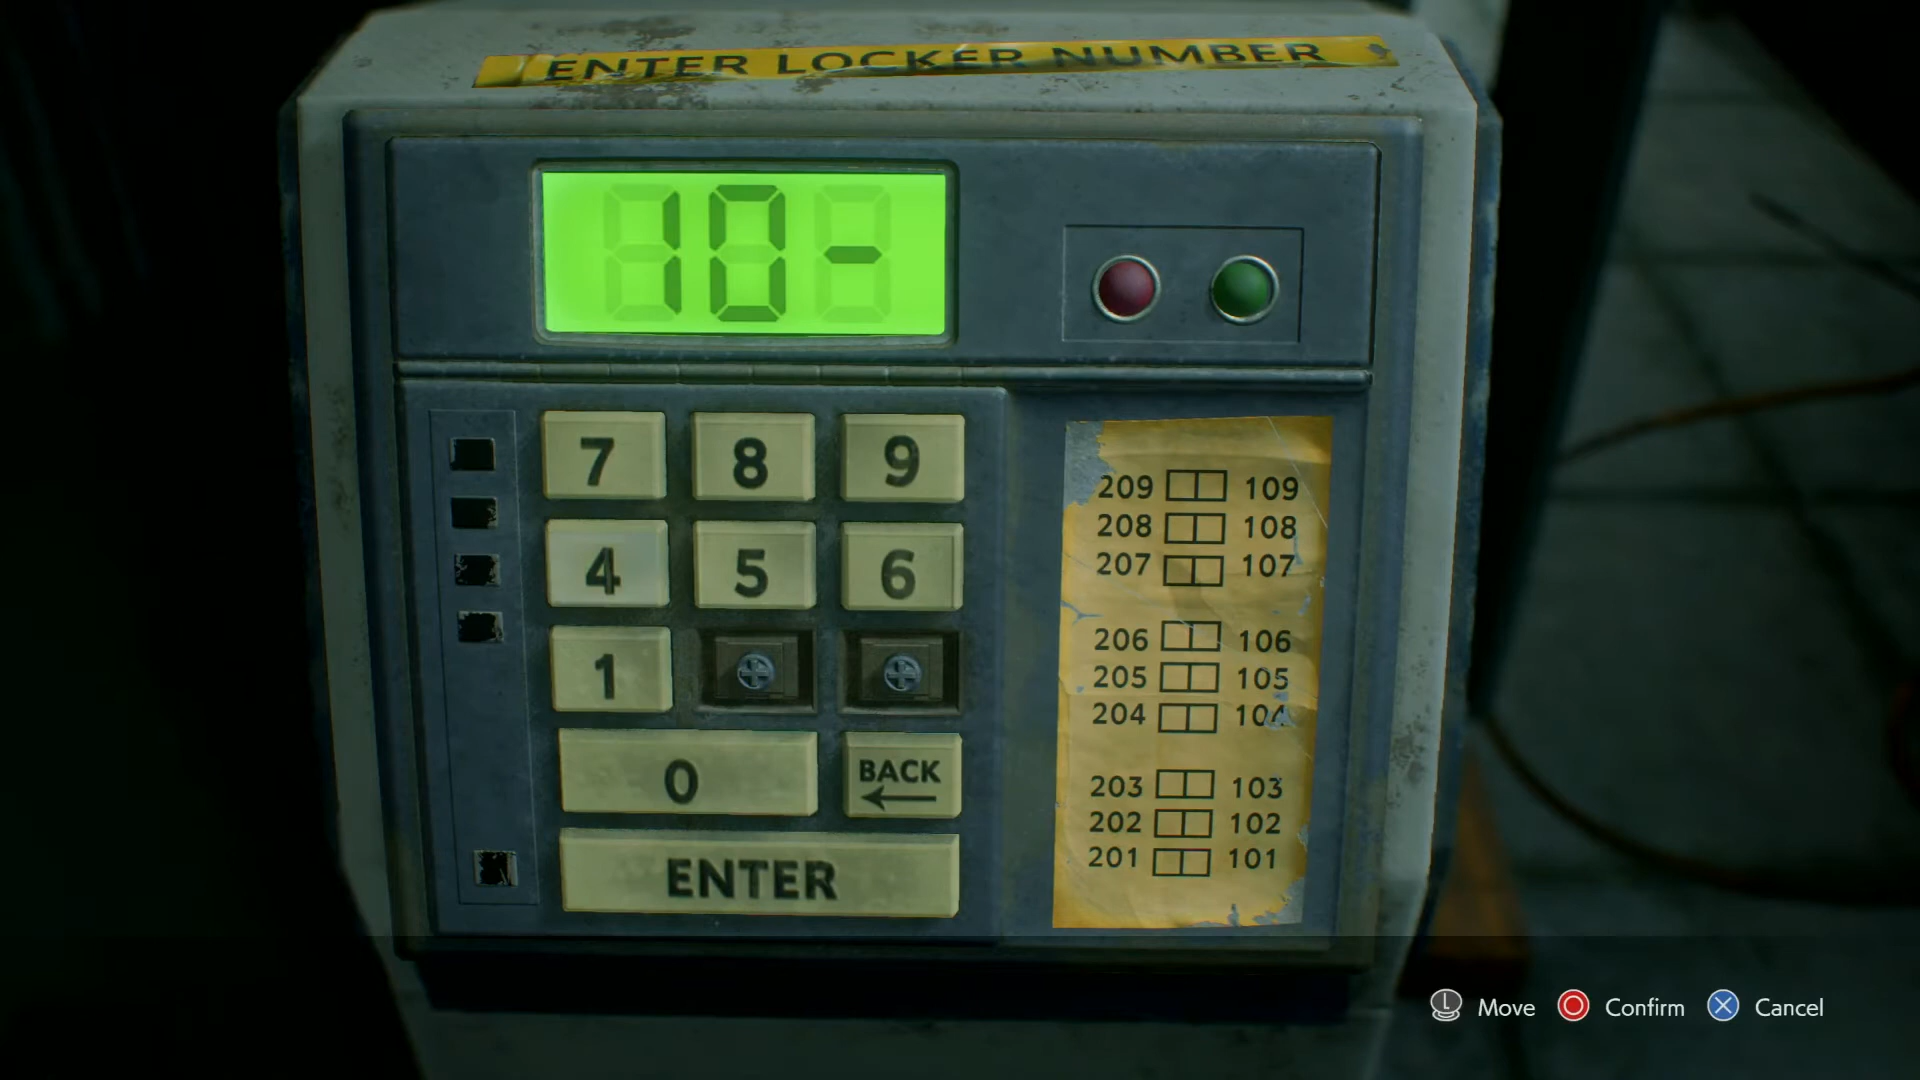 ENTER LOCKER NUMBER
10-
7 8 9
4 5 6
1
0 BACK
ENTER
209 109
208 108
207 107
206 106
205 105
204 104
203 103
202 102
201 101
L Move Confirm Cancel